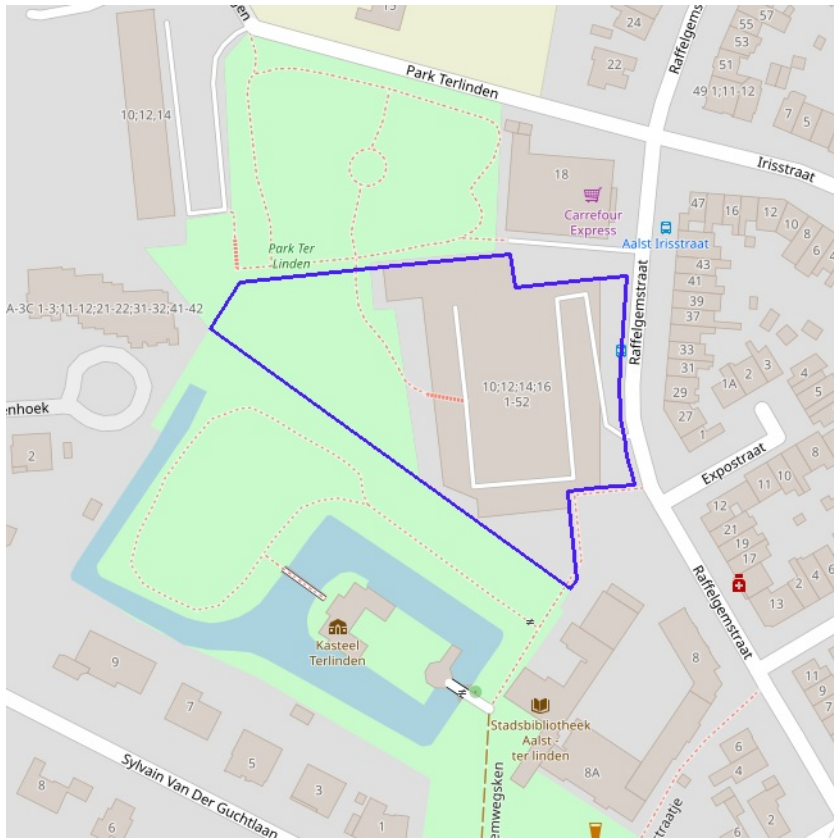 15
24
55
57
53
51
22
Park Terlinden
49 1;11-12
7
5
10;12,14
Irisstraat
18
Carrefour
Express
Aalst Irisstraat
47
16
12
10
8
6
43
Park Ter
Linden
41
39
37
Raffelgemstraat
A-3C 1-3;11-12;21-22;31-32;41-42
33
31
29
27
1
1A
2
3
4
5
10;12;14;16
1-52
enhoek
2
Expostraat
8
10
11
12
21
19
17
13
2
4
6
Raffelgemstraat
Kasteel
Terlinden
8
9
7
5
3
1
8
6
Stadsbibliotheek
Aalst -
ter linden
8A
Sylvain Van Der Guchtlaan
emwegsken
straatje
6
4
2
11
9
7